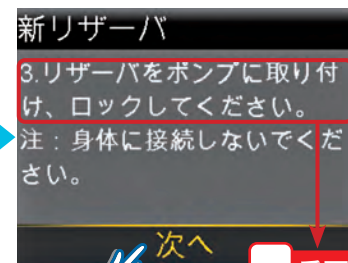 新リザーバ
3.リザーバをポンプに取り付
け、ロックしてください。
注：身体に接続しないでくだ
さい。
次へ